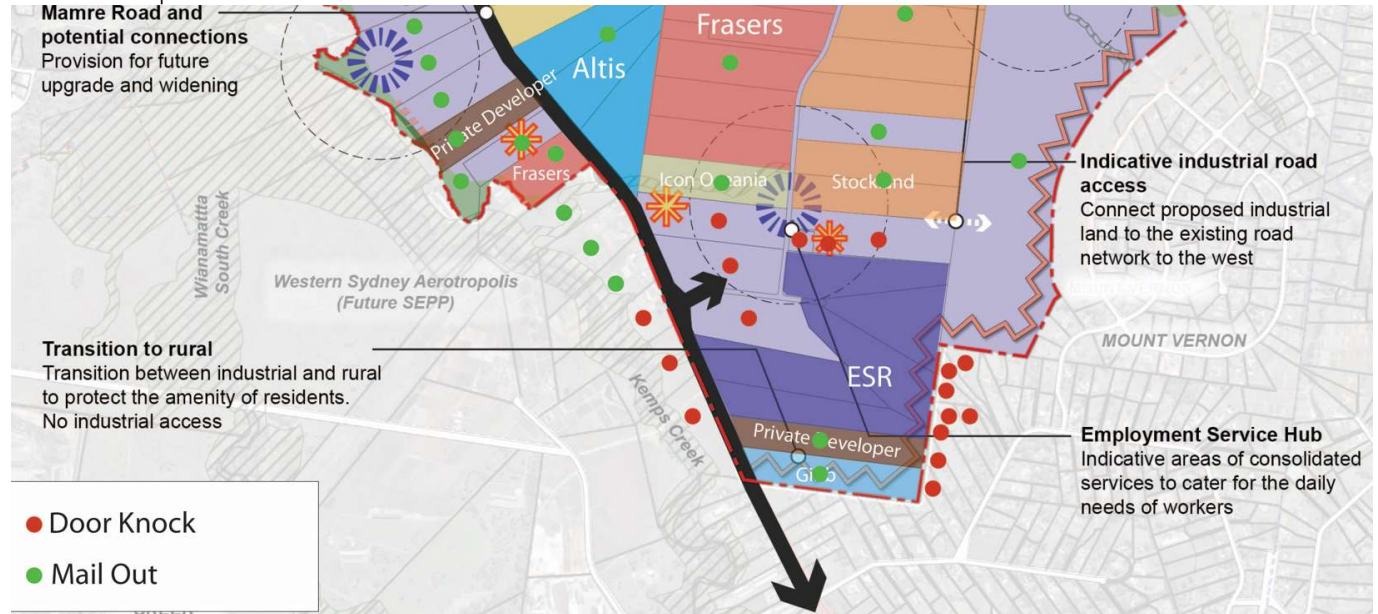 Mamre Road and
potential connections
Provision for future
upgrade and widening
Private Developer
Frasers
Altis
Frasers
Icon Oceania
Stockland
Indicative industrial road
access
Connect proposed industrial
land to the existing road
network to the west
Wianamattta
South Creek
Western Sydney Aerotropolis
(Future SEPP)
MOUNT VERNON
Transition to rural
Transition between industrial and rural
to protect the amenity of residents.
No industrial access
Kemps Creek
ESR
Private Developer
Employment Service Hub
Indicative areas of consolidated
services to cater for the daily
needs of workers
Door Knock
Mail Out